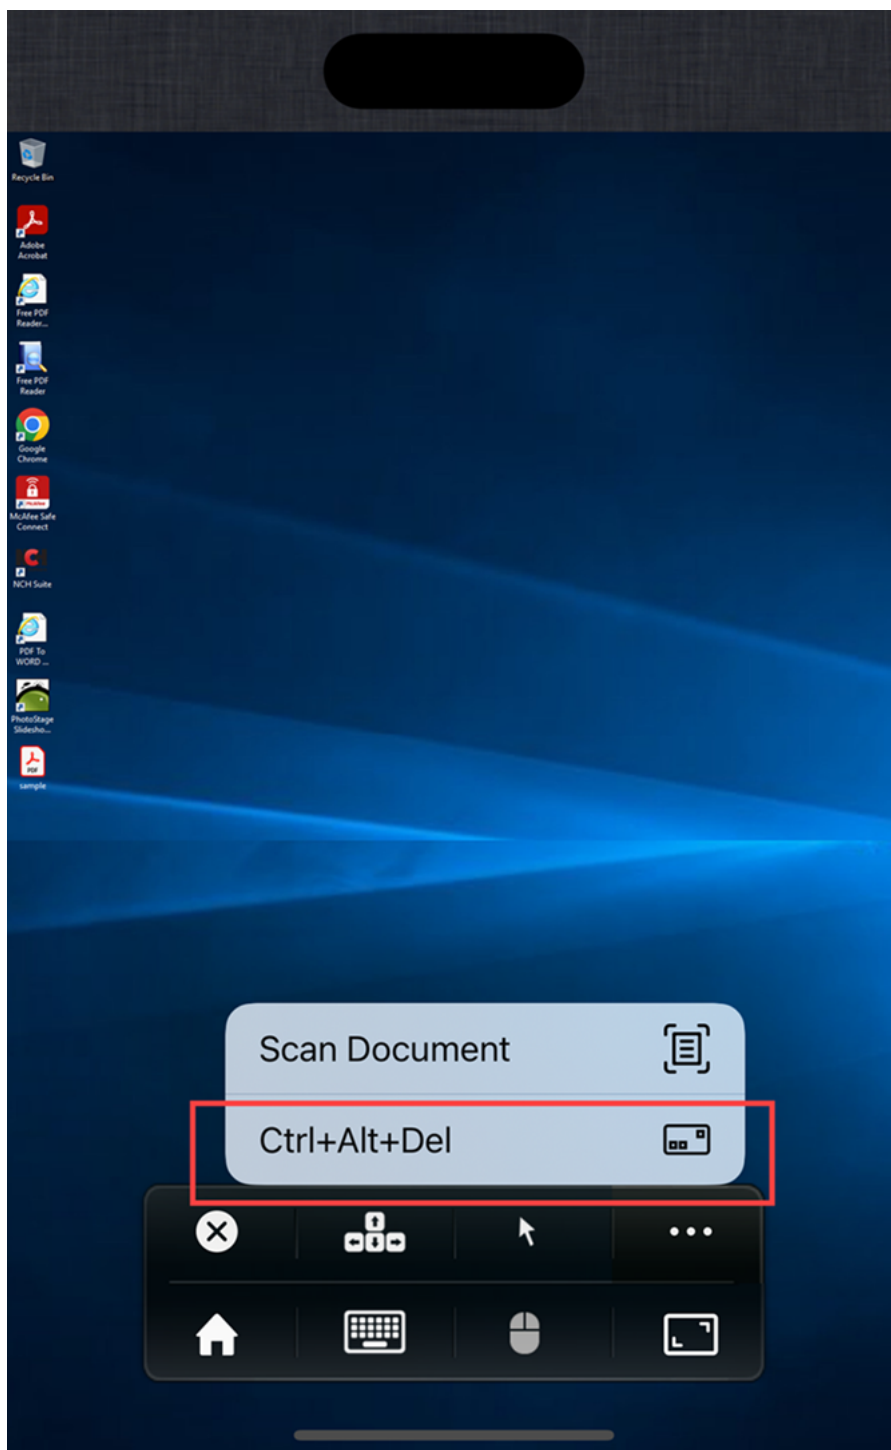 Recycle Bin
Adobe
Acrobat
Free PDF
Reader...
Free PDF
Reader
Google
Chrome
McAfee Safe
Connect
NCH Suite
PDF To
WORD ...
PhotoStage
Slidesho...
PDF
sample
Scan Document
Ctrl+Alt+Del